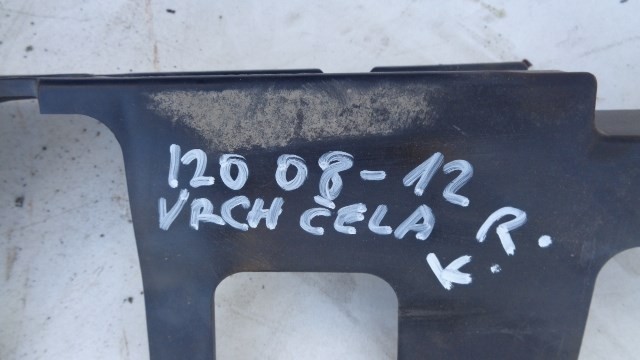 I20 08-12
VRCH ČELA
K. R.